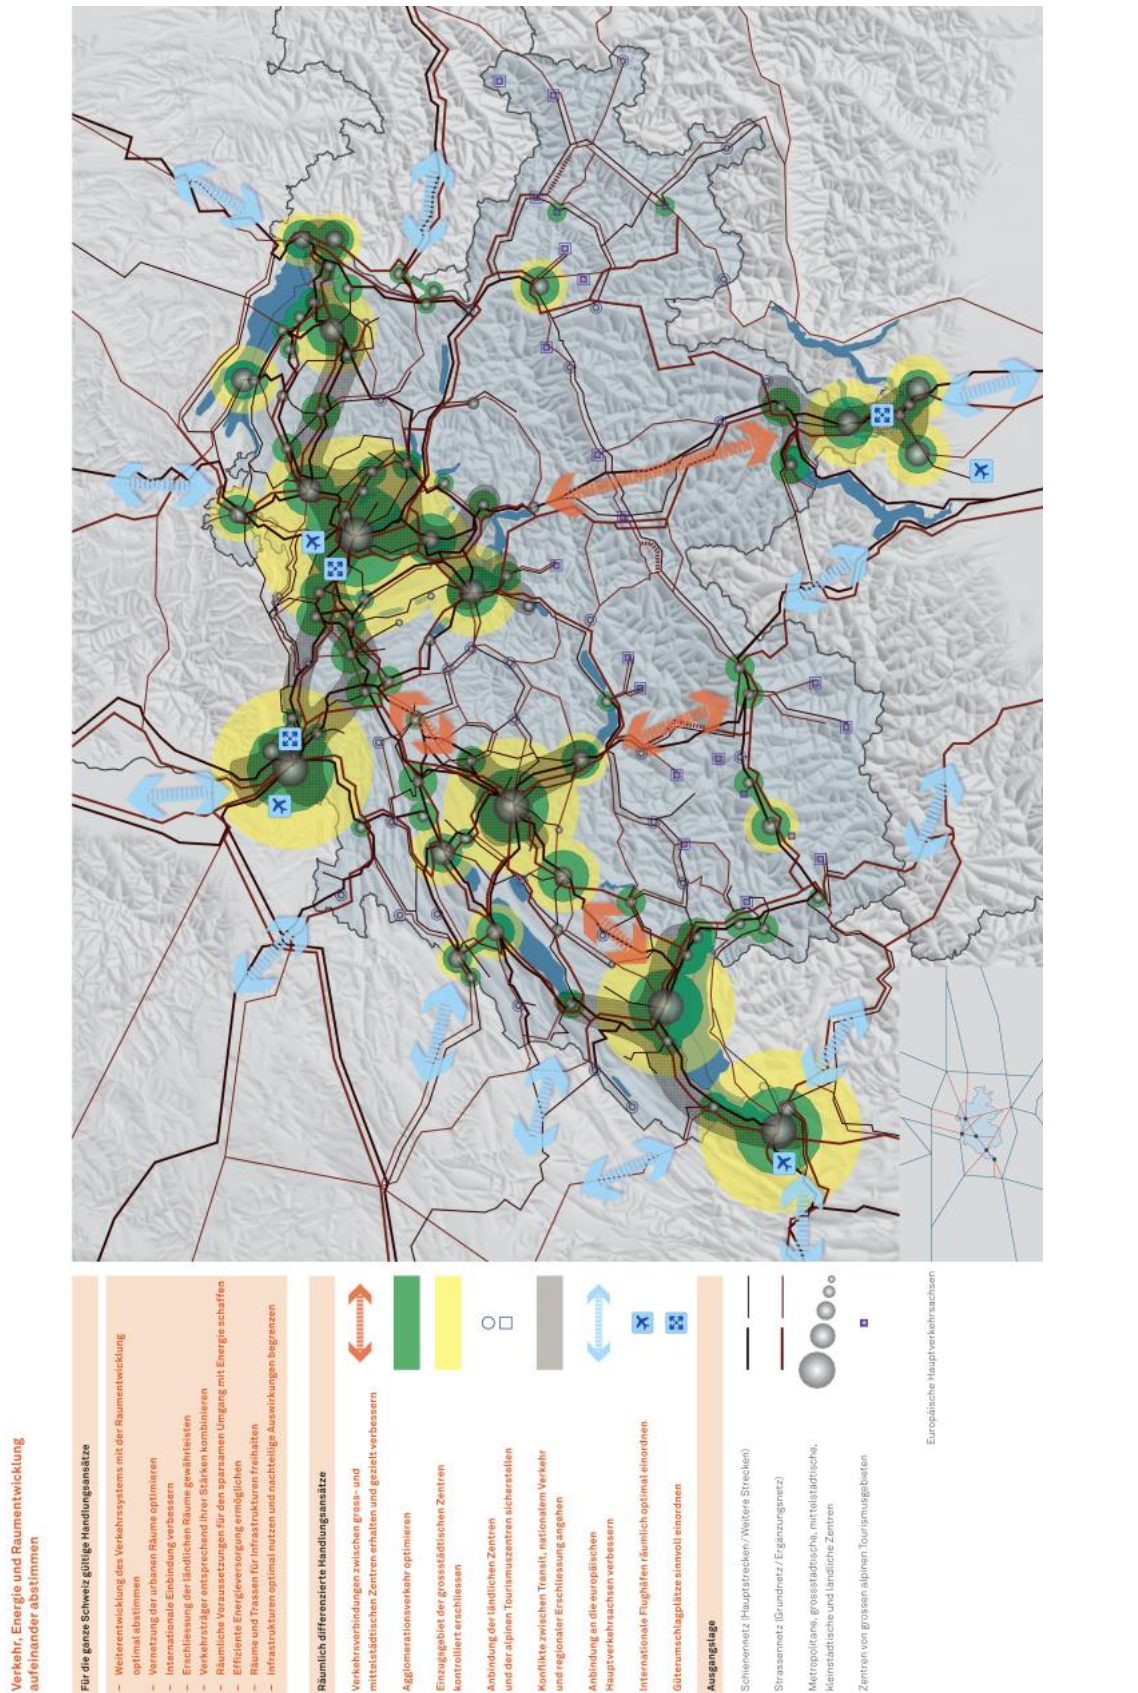 Verkehr, Energie und Raumentwicklung
aufeinander abstimmen
Für die ganze Schweiz gültige Handlungsansätze
– Weiterentwicklung des Verkehrssystems mit der Raumentwicklung
optimal abstimmen
– Vernetzung der urbanen Räume optimieren
– Internationale Einbindung verbessern
– Erschliessung der ländlichen Räume gewährleisten
– Verkehrsträger entsprechend ihrer Stärken kombinieren
– Räumliche Voraussetzungen für den sparsamen Umgang mit Energie schaffen
– Effiziente Energieversorgung ermöglichen
– Räume und Trassen für Infrastrukturen freihalten
– Infrastrukturen optimal nutzen und nachteilige Auswirkungen begrenzen
Räumlich differenzierte Handlungsansätze
Verkehrsverbindungen zwischen gross- und
mittelstädtischen Zentren erhalten und gezielt verbessern
Agglomerationsverkehr optimieren
Einzugsgebiet der grossstädtischen Zentren
kontrolliert erschliessen
Anbindung der ländlichen Zentren
und der alpinen Tourismuszentren sicherstellen
Konflikte zwischen Transit, nationalem Verkehr
und regionaler Erschliessung angehen
Anbindung an die europäischen
Hauptverkehrsachsen verbessern
Internationale Flughäfen räumlich optimal einordnen
Güterumschlagplätze sinnvoll einordnen
Ausgangslage
Schienennetz (Hauptstrecken / Weitere Strecken)
Strassennetz (Grundnetz / Ergänzungsnetz)
Metropolitane, grossstädtische, mittelstädtische,
kleinstädtische und ländliche Zentren
Zentren von grossen alpinen Tourismusgebieten
Europäische Hauptverkehrsachsen